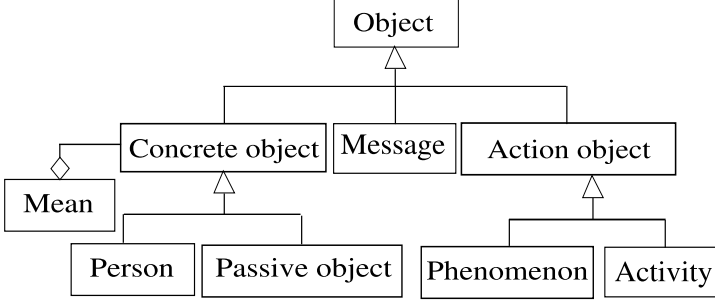 Object
Concrete object
Message
Action object
Mean
Person
Passive object
Phenomenon
Activity